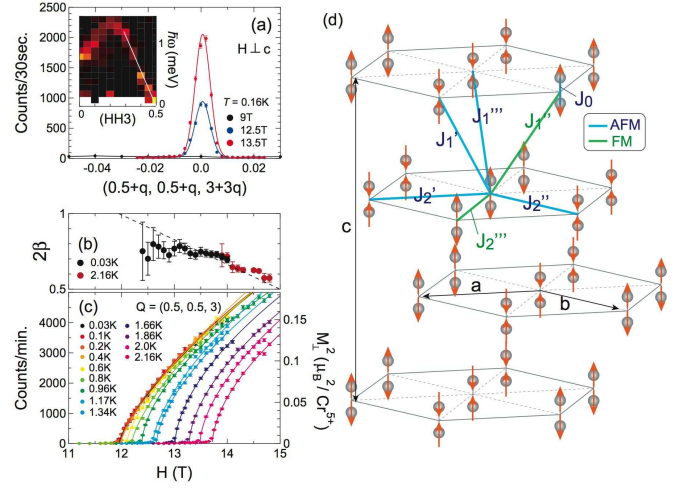 (a)
H ⊥ c
Counts/30sec.
2500
2000
1500
1000
500
0
ħω (meV)
1
0
0
0.5
(HH3)
T = 0.16K
9T
12.5T
13.5T
-0.04
-0.02
0.0
0.02
(0.5+q, 0.5+q, 3+3q)
(b)
2β
1
0.5
0.03K
2.16K
(c)
Q = (0.5, 0.5, 3)
Counts/min.
4000
3000
2000
1000
0
0.03K
0.1K
0.2K
0.4K
0.6K
0.8K
0.96K
1.17K
1.34K
1.66K
1.86K
2.0K
2.16K
0.15
0.1
0.05
0
M⊥² (μB²/Cr⁵⁺)
11
12
13
14
15
H (T)
(d)
J0
J1'
J1'''
J1''
AFM
FM
J2'
J2''
J2'''
c
a
b